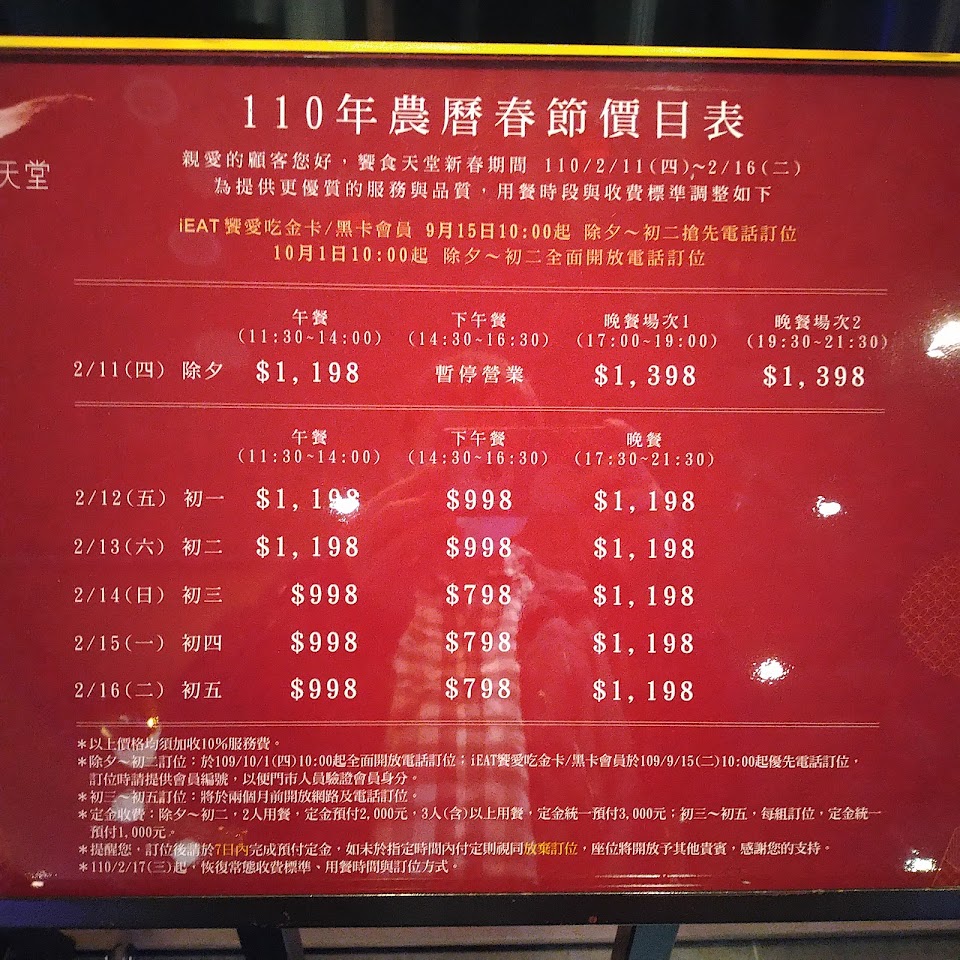 110年農曆春節價目表
天堂
親愛的顧客您好，饗食天堂新春期間 110/2/11(四)~2/16(二)
為提供更優質的服務與品質，用餐時段與收費標準調整如下
iEAT 饗愛吃金卡/黑卡會員 9月15日10:00起 除夕～初二搶先電話訂位
10月1日10:00起 除夕～初二全面開放電話訂位
午餐 下午餐 晚餐場次1 晚餐場次2
(11:30~14:00) (14:30~16:30) (17:00~19:00) (19:30~21:30)
2/11(四) 除夕 $1,198 暫停營業 $1,398 $1,398
午餐 下午餐 晚餐
(11:30~14:00) (14:30~16:30) (17:30~21:30)
2/12(五) 初一 $1,198 $998 $1,198
2/13(六) 初二 $1,198 $998 $1,198
2/14(日) 初三 $998 $798 $1,198
2/15(一) 初四 $998 $798 $1,198
2/16(二) 初五 $998 $798 $1,198
＊以上價格均須加收10%服務費。
＊除夕～初二訂位：於109/10/1(四)10:00起全面開放電話訂位；iEAT饗愛吃金卡/黑卡會員於109/9/15(二)10:00起優先電話訂位，
訂位時請提供會員編號，以便門市人員驗證會員身分。
＊初三～初五訂位：將於兩個月前開放網路及電話訂位。
＊定金收費：除夕～初二，2人用餐，定金預付2,000元，3人(含)以上用餐，定金統一預付3,000元；初三～初五，每組訂位，定金統一
預付1,000元。
＊提醒您，訂位後請於7日內完成預付定金，如未於指定時間內付定則視同放棄訂位，座位將開放予其他貴賓，感謝您的支持。
＊110/2/17(三)起，恢復常態收費標準、用餐時間與訂位方式。